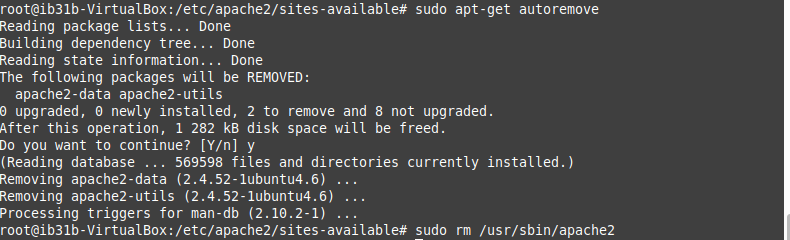 root@ib31b-VirtualBox:/etc/apache2/sites-available# sudo apt-get autoremove
Reading package lists... Done
Building dependency tree... Done
Reading state information... Done
The following packages will be REMOVED:
  apache2-data apache2-utils
0 upgraded, 0 newly installed, 2 to remove and 8 not upgraded.
After this operation, 1 282 kB disk space will be freed.
Do you want to continue? [Y/n] y
(Reading database ... 569598 files and directories currently installed.)
Removing apache2-data (2.4.52-1ubuntu4.6) ...
Removing apache2-utils (2.4.52-1ubuntu4.6) ...
Processing triggers for man-db (2.10.2-1) ...
root@ib31b-VirtualBox:/etc/apache2/sites-available# sudo rm /usr/sbin/apache2